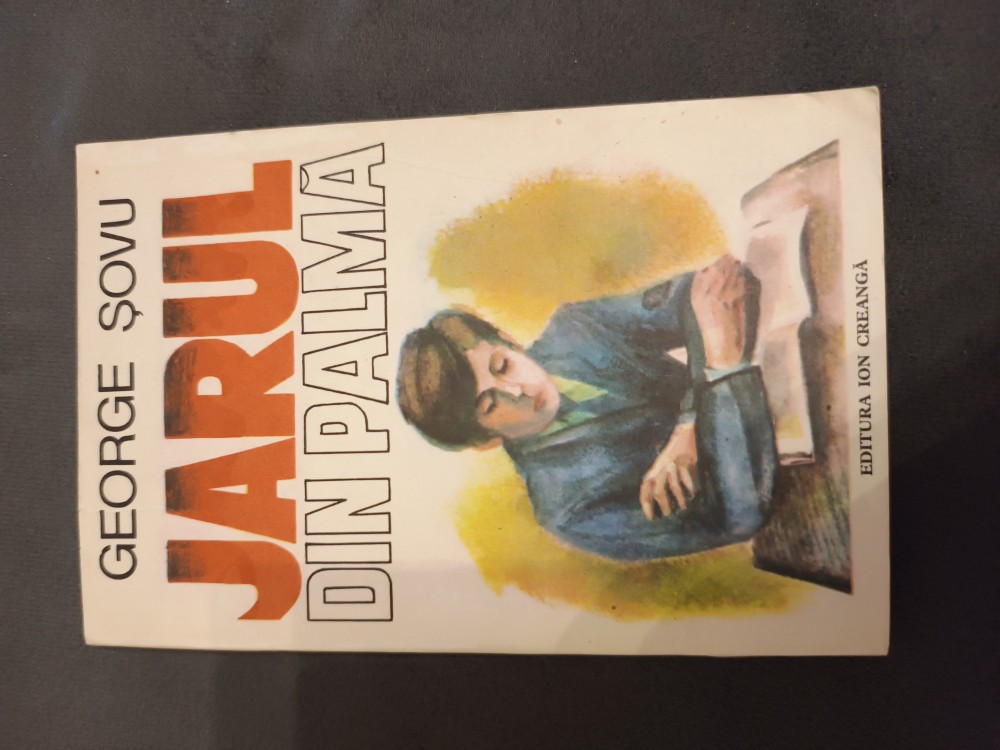 GEORGE ȘOVU
JARUL
DIN PALMĂ
EDITURA ION CREANGĂ